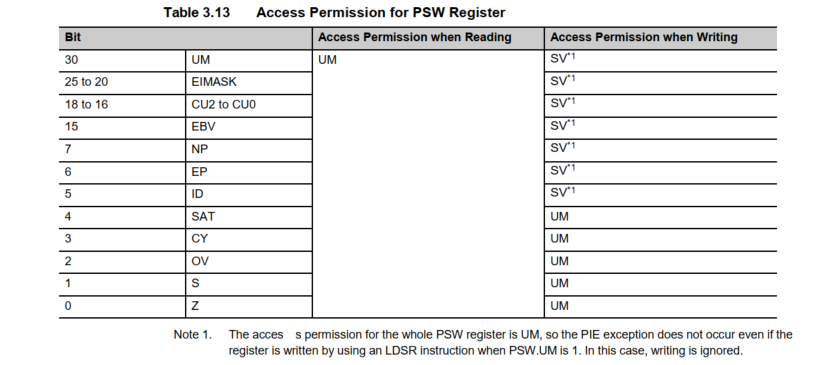 Table 3.13 Access Permission for PSW Register
Bit Access Permission when Reading Access Permission when Writing
30 UM UM SV*1
25 to 20 EIMASK SV*1
18 to 16 CU2 to CU0 SV*1
15 EBV SV*1
7 NP SV*1
6 EP SV*1
5 ID SV*1
4 SAT UM
3 CY UM
2 OV UM
1 S UM
0 Z UM
Note 1. The acces s permission for the whole PSW register is UM, so the PIE exception does not occur even if the
register is written by using an LDSR instruction when PSW.UM is 1. In this case, writing is ignored.